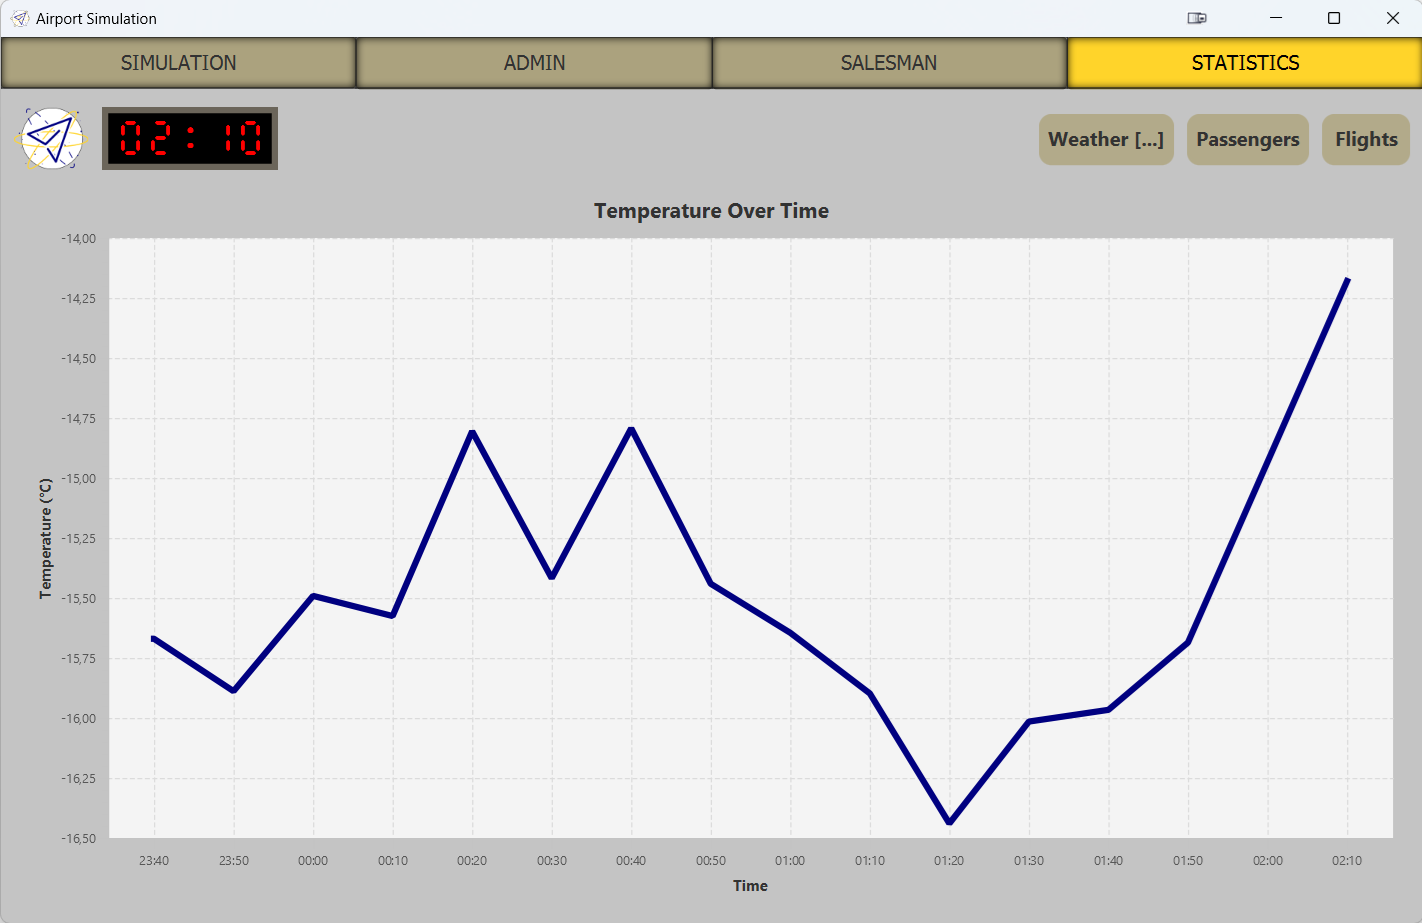 Airport Simulation
SIMULATION
ADMIN
SALESMAN
STATISTICS
02:10
Weather [...]
Passengers
Flights
Temperature Over Time
-14,00
-14,25
-14,50
-14,75
-15,00
-15,25
-15,50
-15,75
-16,00
-16,25
-16,50
Temperature (°C)
23:40 23:50 00:00 00:10 00:20 00:30 00:40 00:50 01:00 01:10 01:20 01:30 01:40 01:50 02:00 02:10
Time